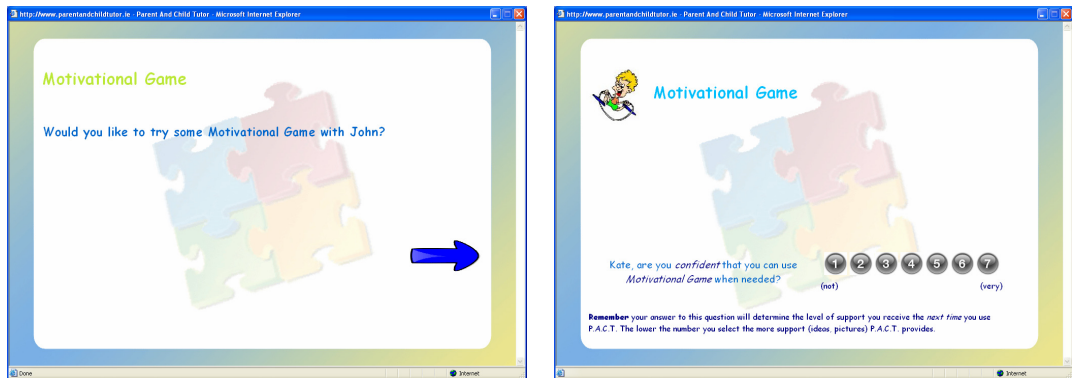 http://www.parentandchildtutor.ie - Parent And Child Tutor - Microsoft Internet Explorer
Motivational Game
Would you like to try some Motivational Game with John?
Done
Internet
http://www.parentandchildtutor.ie - Parent And Child Tutor - Microsoft Internet Explorer
Motivational Game
Kate, are you confident that you can use
Motivational Game when needed?
1 2 3 4 5 6 7
(not) (very)
Remember your answer to this question will determine the level of support you receive the next time you use
P.A.C.T. The lower the number you select the more support (ideas, pictures) P.A.C.T. provides.
Internet